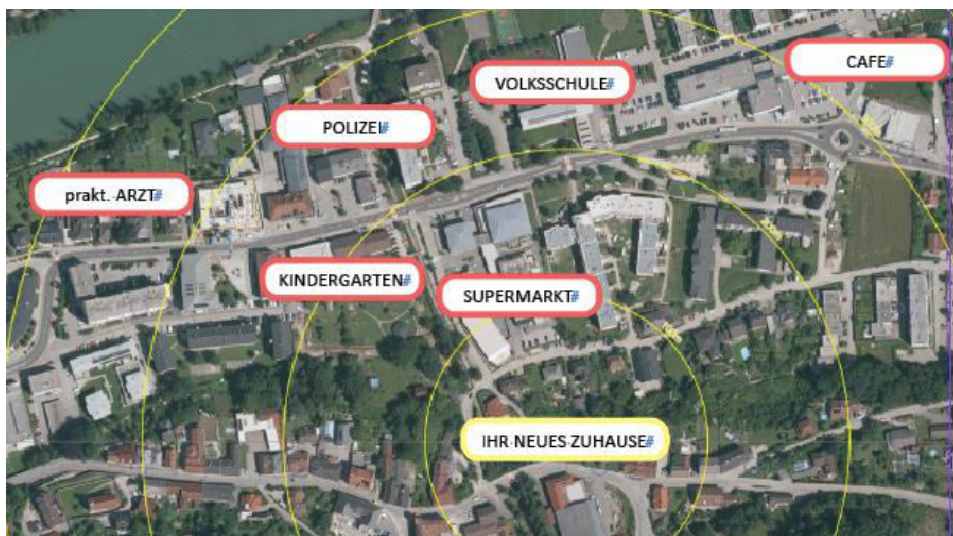 CAFE#
VOLKSSCHULE#
POLIZEI#
prakt. ARZT#
KINDERGARTEN#
SUPERMARKT#
IHR NEUES ZUHAUSE#